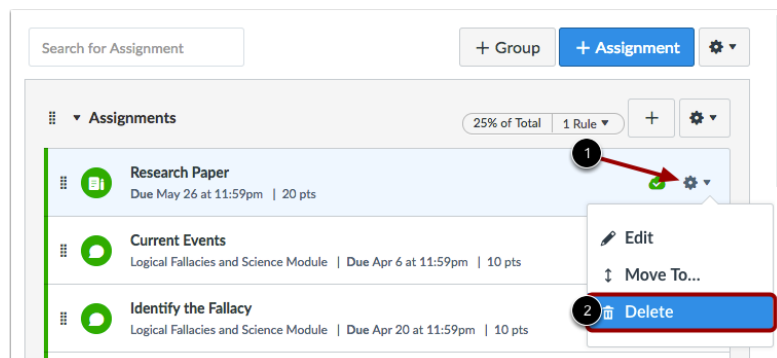 Search for Assignment
+ Group
+ Assignment
Assignments
25% of Total
1 Rule
1
Research Paper
Due May 26 at 11:59pm | 20 pts
Current Events
Logical Fallacies and Science Module | Due Apr 6 at 11:59pm | 10 pts
Edit
Move To...
Identify the Fallacy
Logical Fallacies and Science Module | Due Apr 20 at 11:59pm | 10 pts
2
Delete